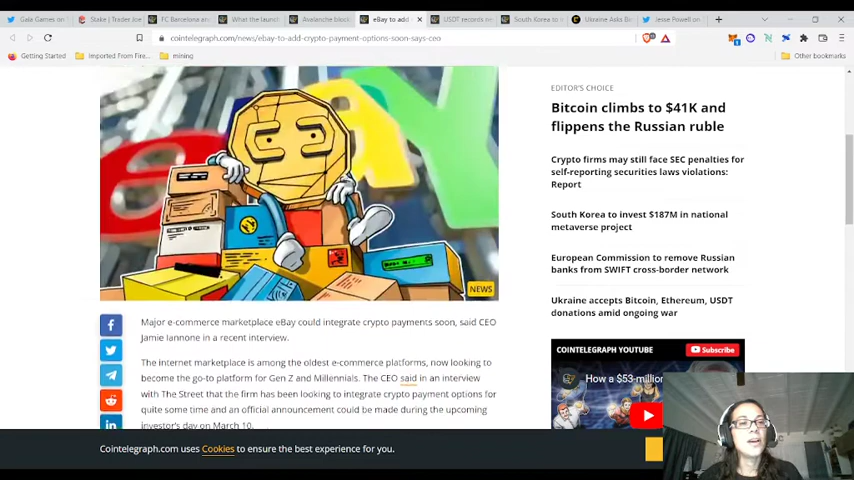 Gaia Games on
Stake | Trader Joe
FC Barcelona an
What the launch
Avalanche block
eBay to add
USDT records ne
South Korea to i
Ukraine Asks Bi
Jesse Powell on
cointelegraph.com/news/ebay-to-add-crypto-payment-options-soon-says-ceo
Getting Started
Imported From Fire...
mining
Other bookmarks
e AY
NEWS
Major e-commerce marketplace eBay could integrate crypto payments soon, said CEO
Jamie Iannone in a recent interview.
The internet marketplace is among the oldest e-commerce platforms, now looking to
become the go-to platform for Gen Z and Millennials. The CEO said in an interview
with The Street that the firm has been looking to integrate crypto payment options for
quite some time and an official announcement could be made during the upcoming
investor's day on March 10.
EDITOR'S CHOICE
Bitcoin climbs to $41K and
flippens the Russian ruble
Crypto firms may still face SEC penalties for
self-reporting securities laws violations:
Report
South Korea to invest $187M in national
metaverse project
European Commission to remove Russian
banks from SWIFT cross-border network
Ukraine accepts Bitcoin, Ethereum, USDT
donations amid ongoing war
COINTELEGRAPH YOUTUBE
Subscribe
How a $53-million
Cointelegraph.com uses Cookies to ensure the best experience for you.